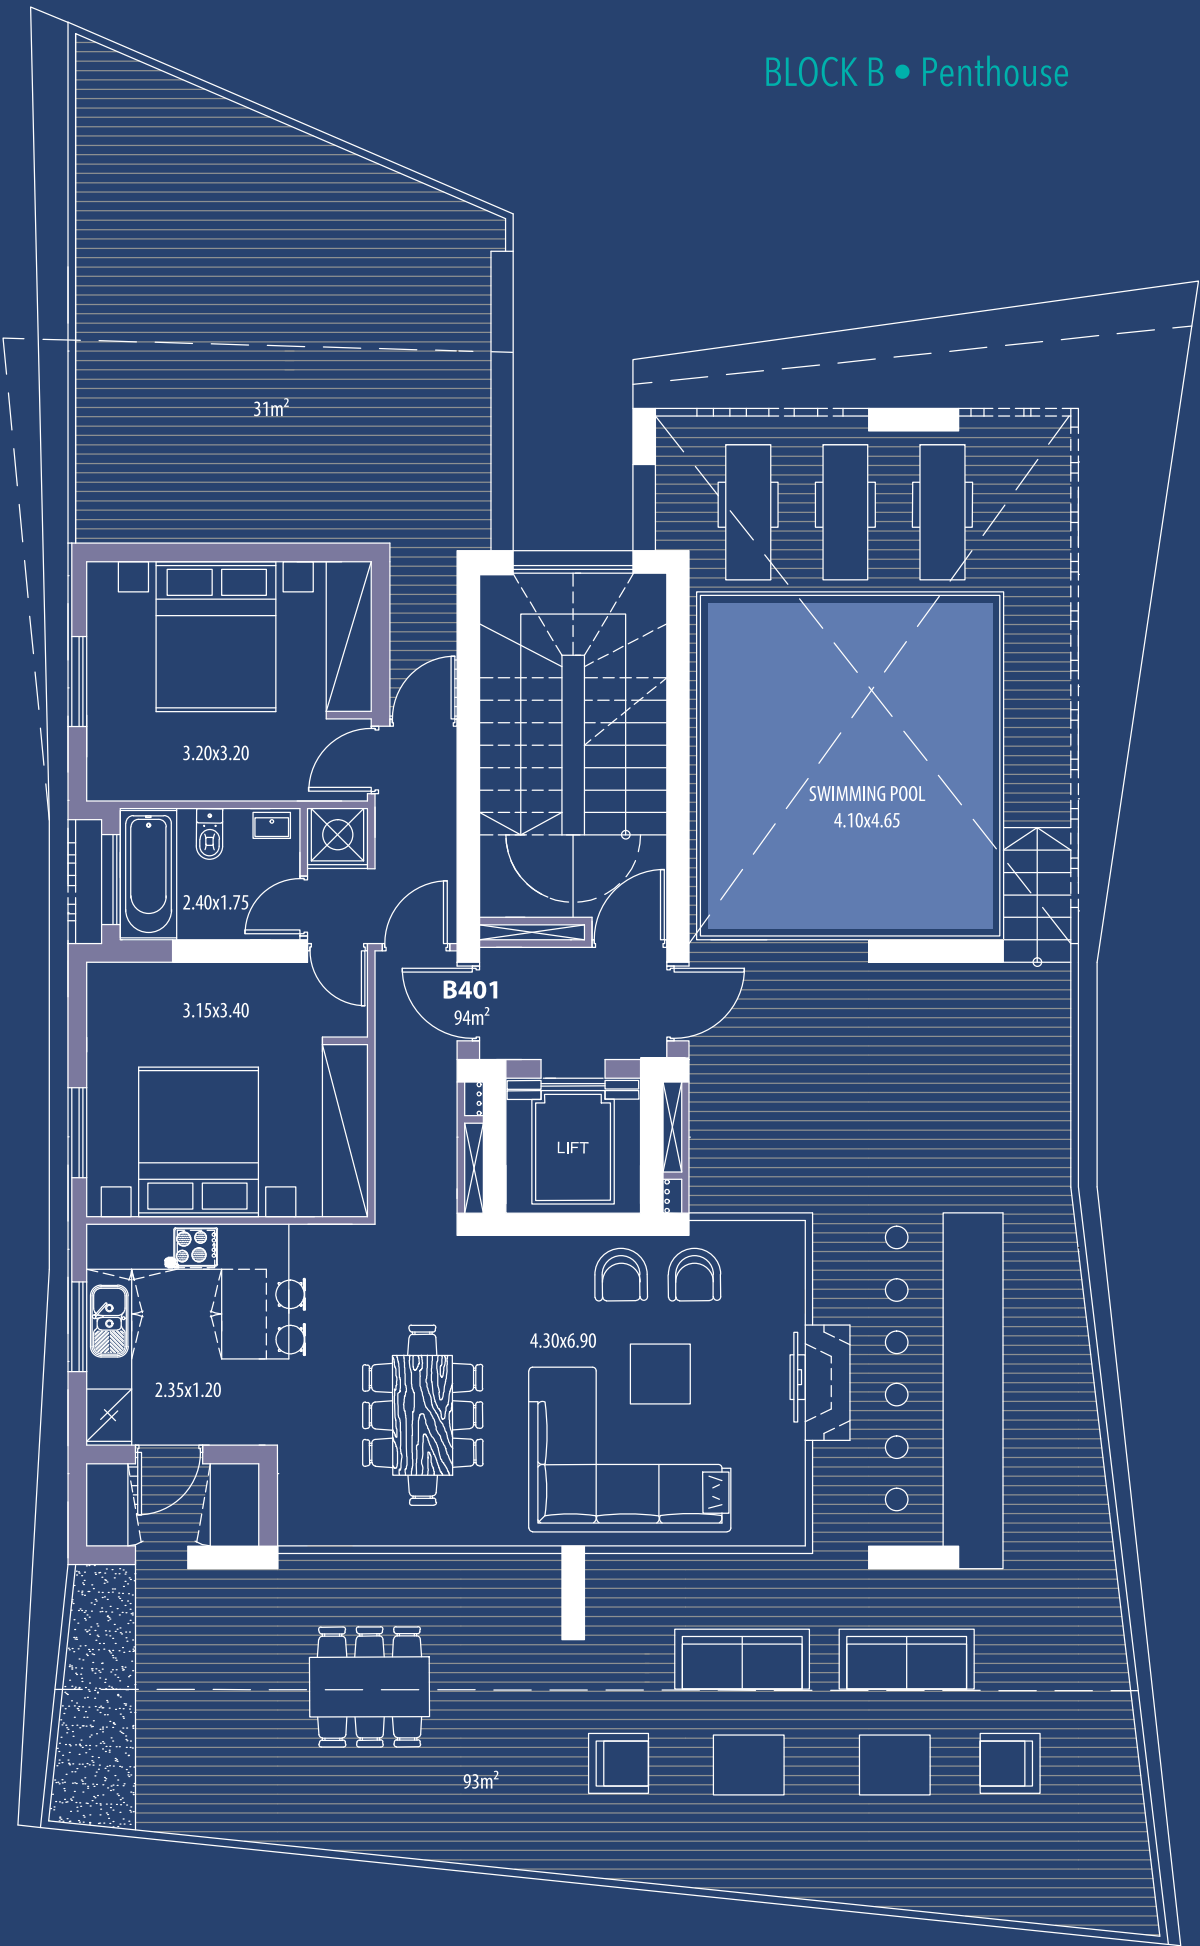 BLOCK B • Penthouse
31m²
3.20x3.20
SWIMMING POOL
4.10x4.65
2.40x1.75
B401
94m²
3.15x3.40
LIFT
4.30x6.90
2.35x1.20
93m²